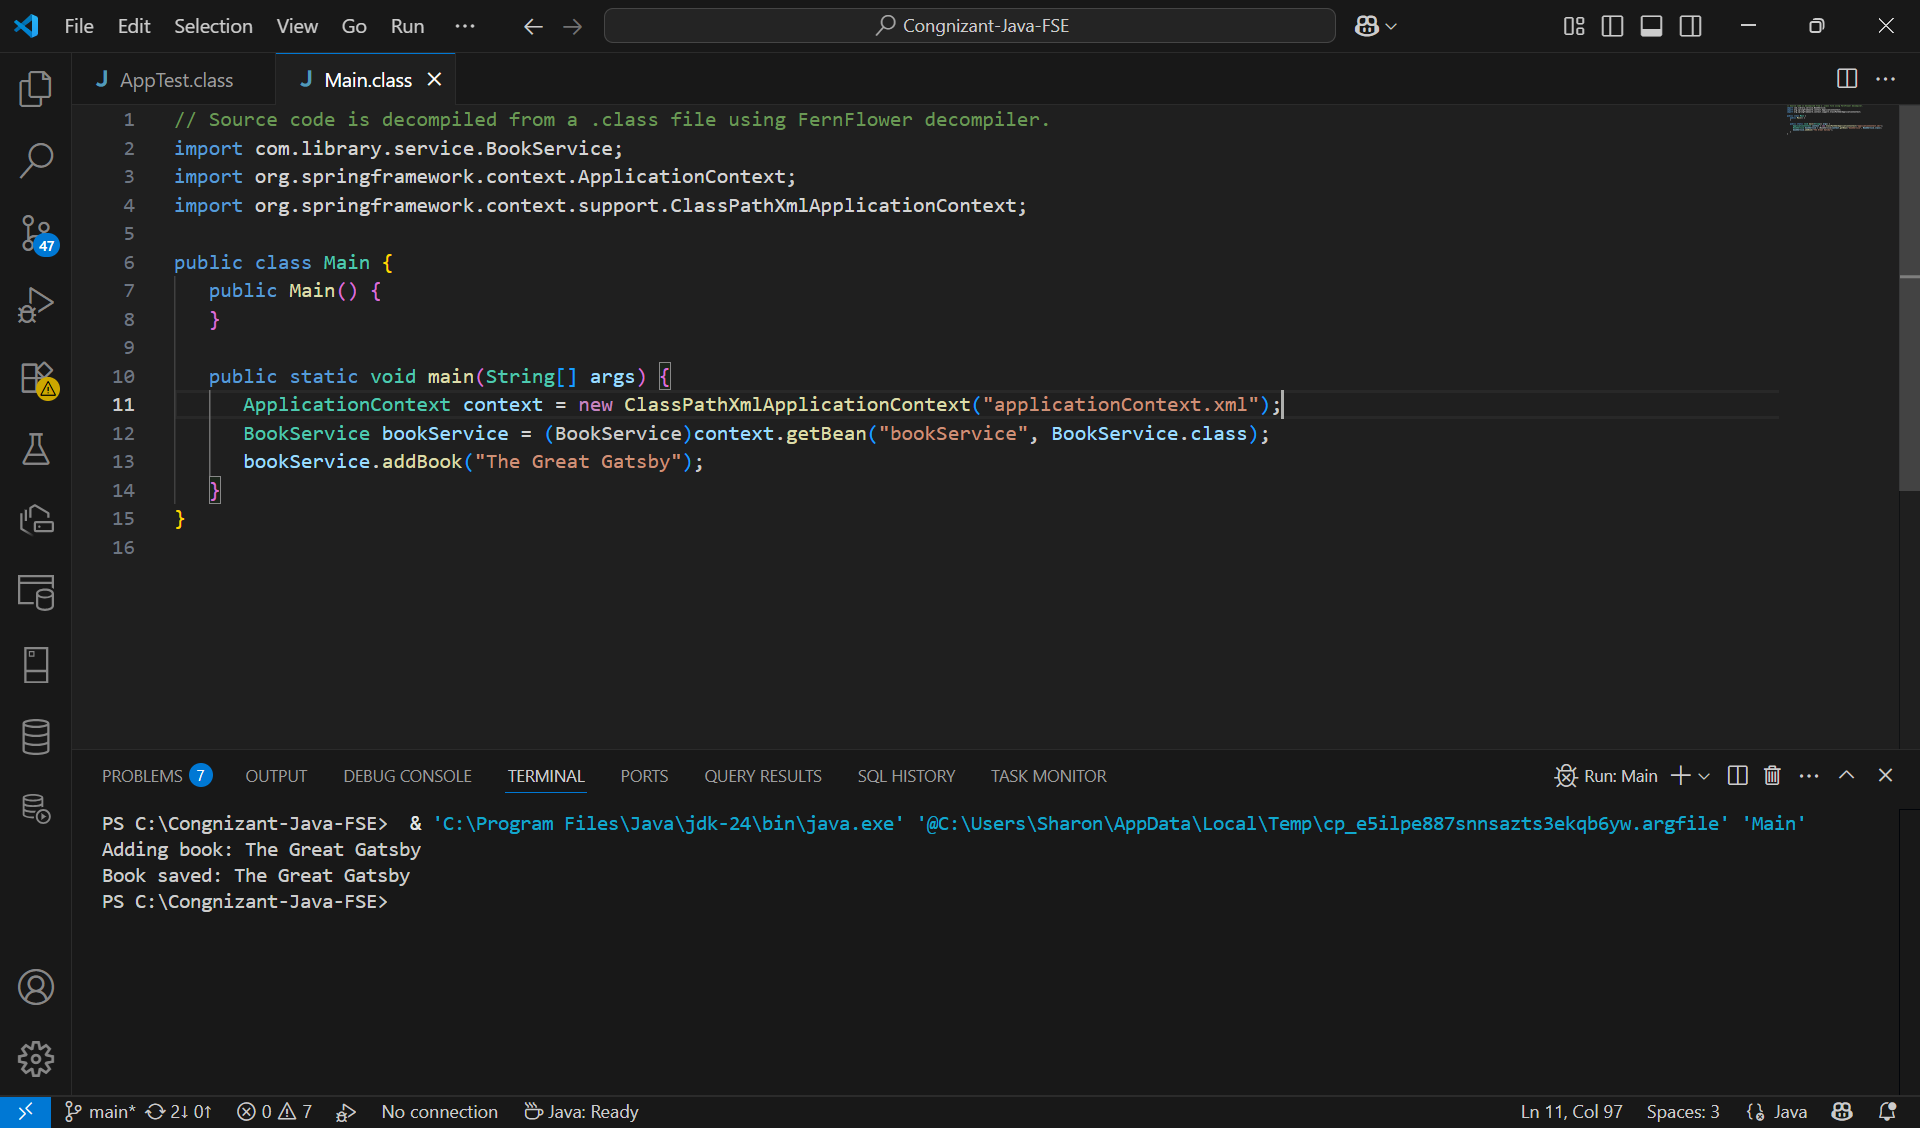 File Edit Selection View Go Run ···
Congnizant-Java-FSE
AppTest.class
Main.class
1 // Source code is decompiled from a .class file using FernFlower decompiler.
2 import com.library.service.BookService;
3 import org.springframework.context.ApplicationContext;
4 import org.springframework.context.support.ClassPathXmlApplicationContext;
5
6 public class Main {
7 public Main() {
8 }
9
10 public static void main(String[] args) {
11 ApplicationContext context = new ClassPathXmlApplicationContext("applicationContext.xml");
12 BookService bookService = (BookService)context.getBean("bookService", BookService.class);
13 bookService.addBook("The Great Gatsby");
14 }
15 }
16
47
PROBLEMS 7 OUTPUT DEBUG CONSOLE TERMINAL PORTS QUERY RESULTS SQL HISTORY TASK MONITOR
Run: Main
PS C:\Congnizant-Java-FSE> & 'C:\Program Files\Java\jdk-24\bin\java.exe' '@C:\Users\Sharon\AppData\Local\Temp\cp_e5ilpe887snnsazts3ekqb6yw.argfile' 'Main'
Adding book: The Great Gatsby
Book saved: The Great Gatsby
PS C:\Congnizant-Java-FSE>
main* 2↓ 0↑ 0 7 No connection Java: Ready
Ln 11, Col 97 Spaces: 3 Java